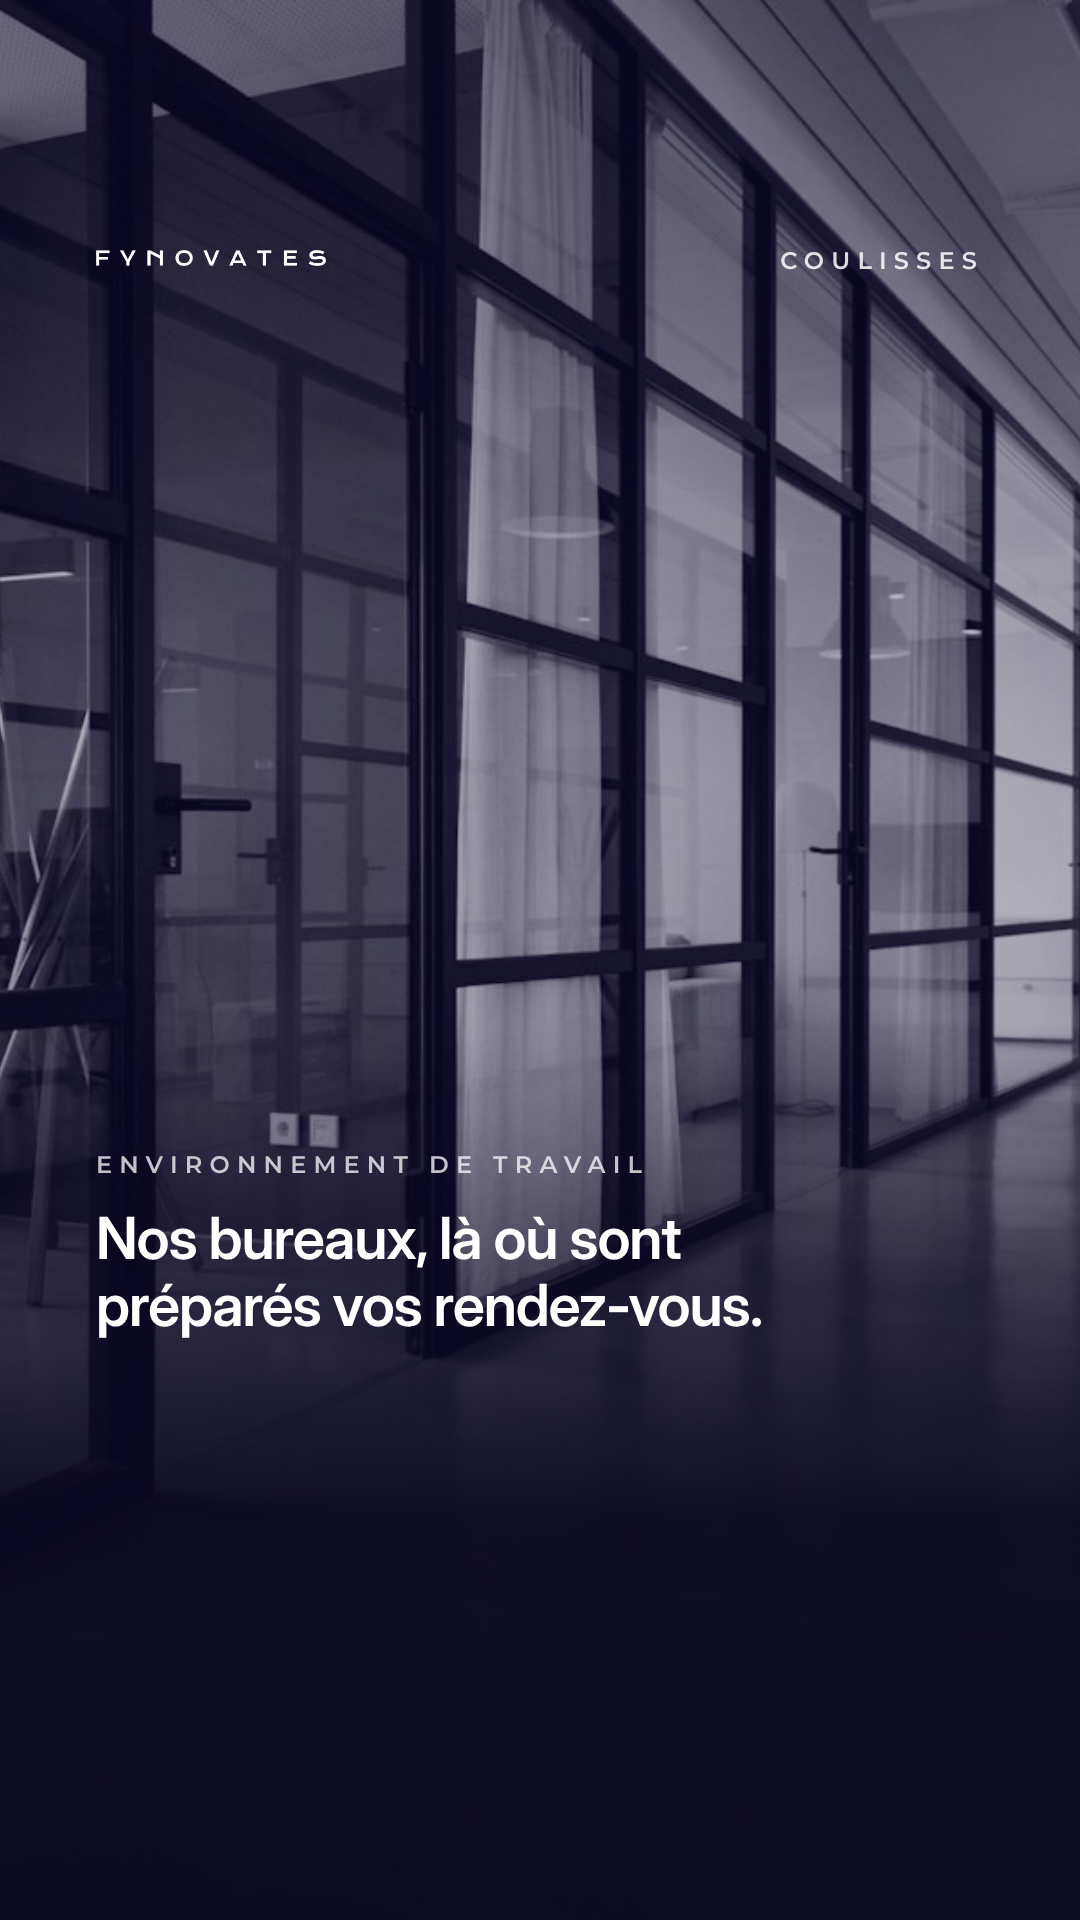 FYNOVATES
COULISSES
ENVIRONNEMENT DE TRAVAIL
Nos bureaux, là où sont
préparés vos rendez-vous.